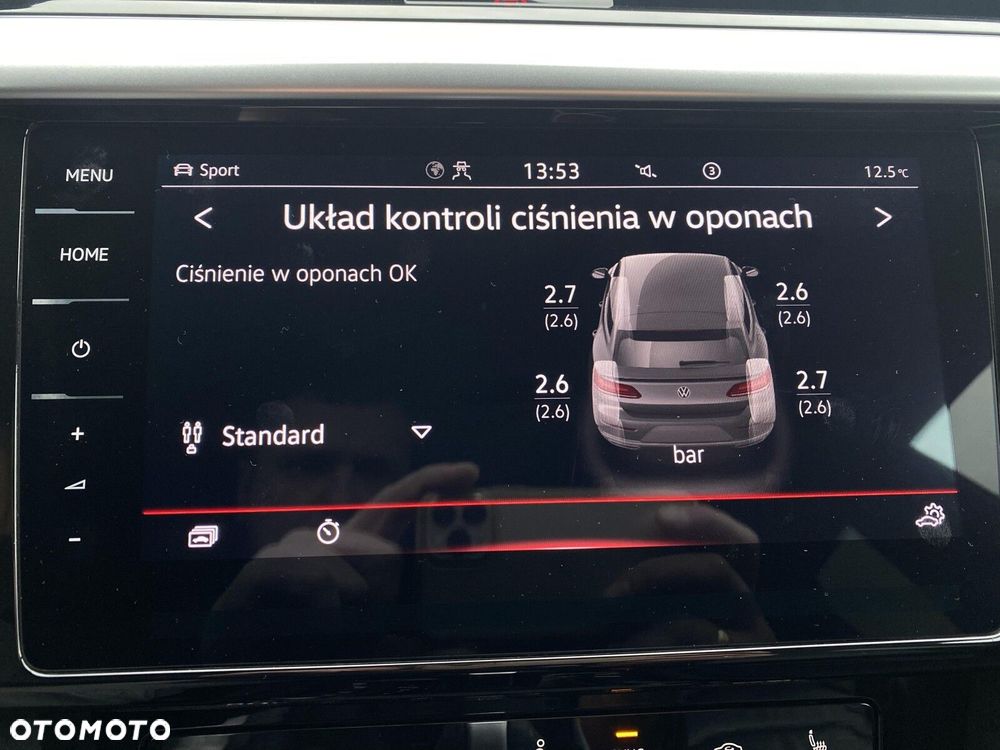 MENU
HOME
+
-
Sport
13:53
3
12.5°C
< Układ kontroli ciśnienia w oponach >
Ciśnienie w oponach OK
2.7
(2.6)
2.6
(2.6)
2.6
(2.6)
2.7
(2.6)
bar
Standard
OTOMOTO